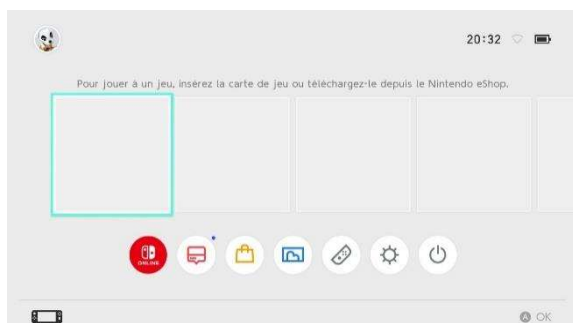 20:32
Pour jouer à un jeu, insérez la carte de jeu ou téléchargez-le depuis le Nintendo eShop.
ONLINE
A OK